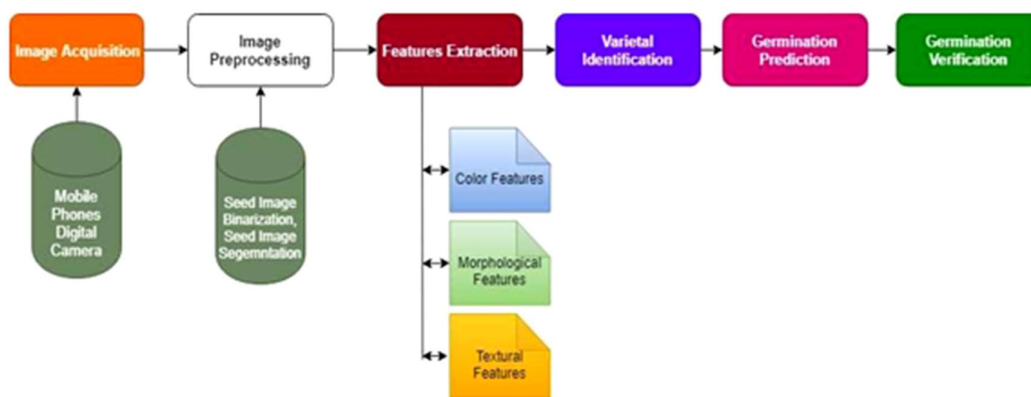 Image Acquisition
Image
Preprocessing
Features Extraction
Varietal
Identification
Germination
Prediction
Germination
Verification
Mobile
Phones
Digital
Camera
Seed Image
Binarization,
Seed Image
Segemntation
Color Features
Morphological
Features
Textural
Features